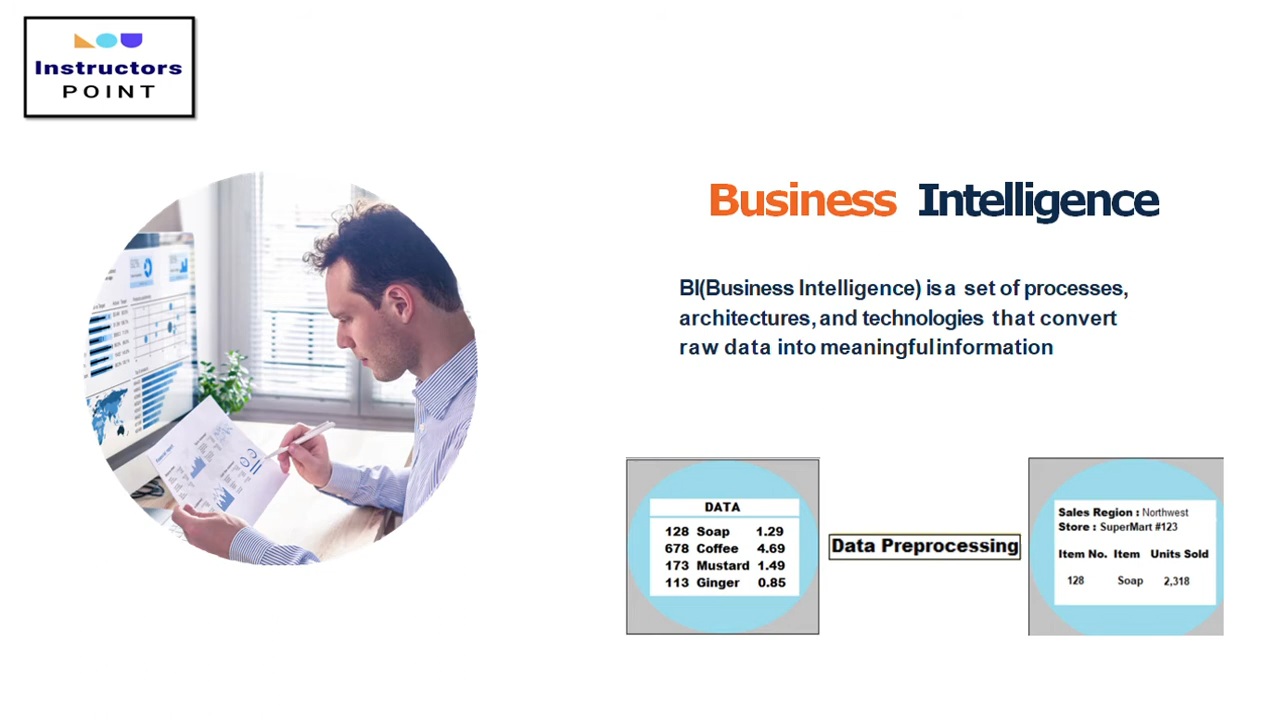 Instructors
POINT
Business Intelligence
BI(Business Intelligence) is a set of processes,
architectures, and technologies that convert
raw data into meaningful information
DATA
128 Soap 1.29
678 Coffee 4.69
173 Mustard 1.49
113 Ginger 0.85
Data Preprocessing
Sales Region : Northwest
Store : SuperMart #123
Item No. Item Units Sold
128 Soap 2,318